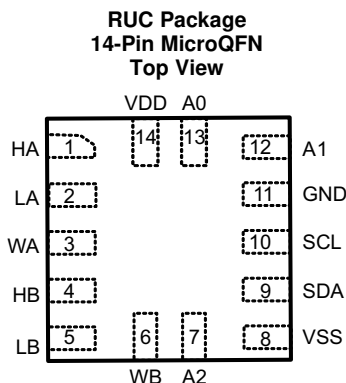 RUC Package
14-Pin MicroQFN
Top View
VDD A0
HA 1 14 13 12 A1
LA 2 11 GND
WA 3 10 SCL
HB 4 9 SDA
LB 5 6 7 8 VSS
WB A2